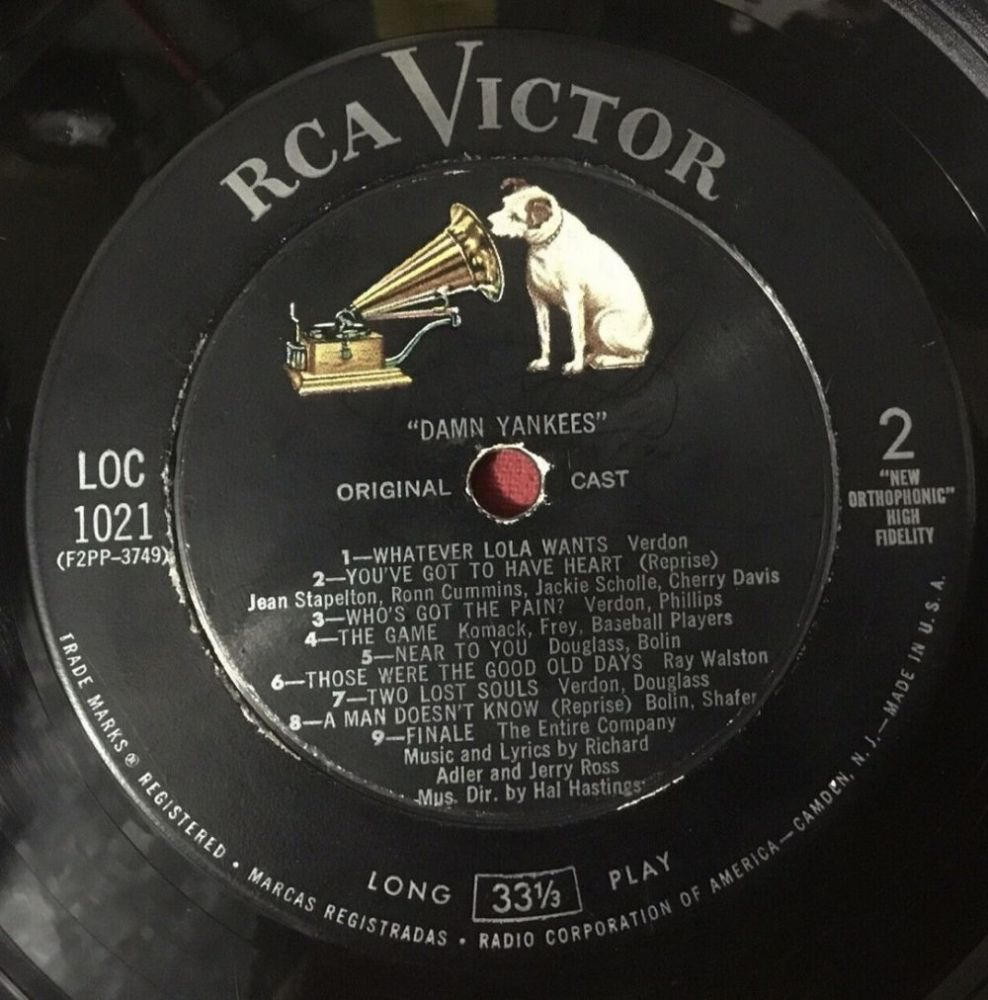 RCA VICTOR
"DAMN YANKEES"
ORIGINAL CAST
LOC
1021
(F2PP-3749)
2
"NEW
ORTHOPHONIC"
HIGH
FIDELITY
1—WHATEVER LOLA WANTS Verdon
2—YOU'VE GOT TO HAVE HEART (Reprise)
Jean Stapelton, Ronn Cummins, Jackie Scholle, Cherry Davis
3—WHO'S GOT THE PAIN? Verdon, Phillips
4—THE GAME Komack, Frey, Baseball Players
5—NEAR TO YOU Douglass, Bolin
6—THOSE WERE THE GOOD OLD DAYS Ray Walston
7—TWO LOST SOULS Verdon, Douglass
8—A MAN DOESN'T KNOW (Reprise) Bolin, Shafer
9—FINALE The Entire Company
Music and Lyrics by Richard
Adler and Jerry Ross
Mus. Dir. by Hal Hastings
LONG 33⅓ PLAY
TRADE MARKS ® REGISTERED • MARCAS REGISTRADAS • RADIO CORPORATION OF AMERICA—CAMDEN, N. J.—MADE IN U. S. A.